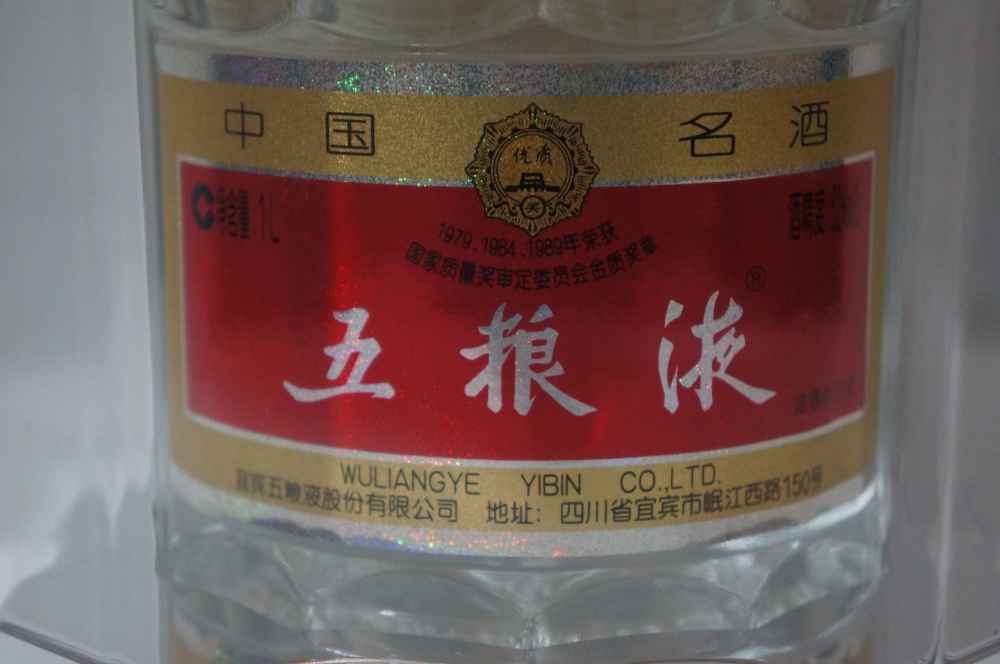 中国 名酒
优质
奖
净含量 1L
1979、1984、1989年荣获
国家质量奖审定委员会金质奖章
五粮液®
WULIANGYE YIBIN CO.,LTD.
宜宾五粮液股份有限公司 地址: 四川省宜宾市岷江西路150号